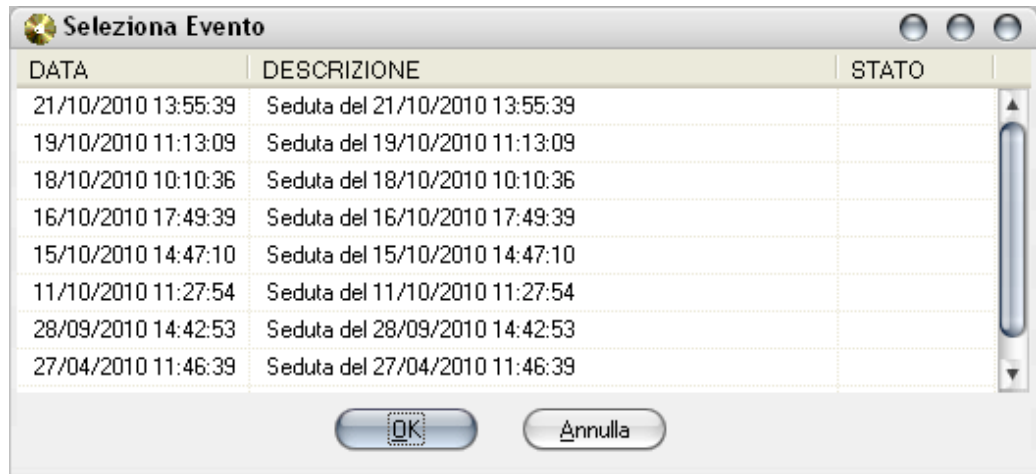 Seleziona Evento
DATA DESCRIZIONE STATO
21/10/2010 13:55:39 Seduta del 21/10/2010 13:55:39
19/10/2010 11:13:09 Seduta del 19/10/2010 11:13:09
18/10/2010 10:10:36 Seduta del 18/10/2010 10:10:36
16/10/2010 17:49:39 Seduta del 16/10/2010 17:49:39
15/10/2010 14:47:10 Seduta del 15/10/2010 14:47:10
11/10/2010 11:27:54 Seduta del 11/10/2010 11:27:54
28/09/2010 14:42:53 Seduta del 28/09/2010 14:42:53
27/04/2010 11:46:39 Seduta del 27/04/2010 11:46:39
OK Annulla